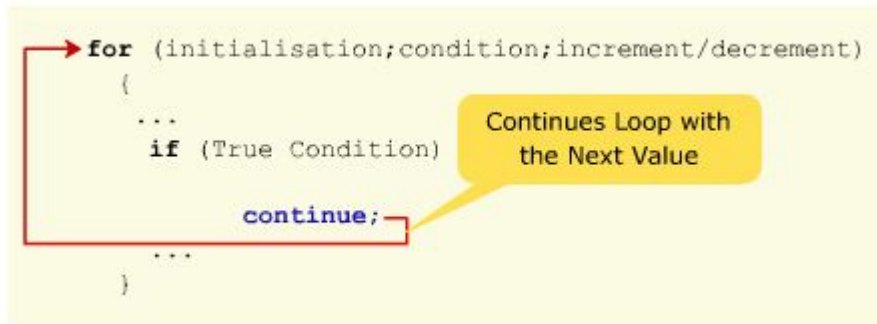 for (initialisation;condition;increment/decrement)
{
...
if (True Condition)
Continues Loop with
the Next Value
continue;
...
}